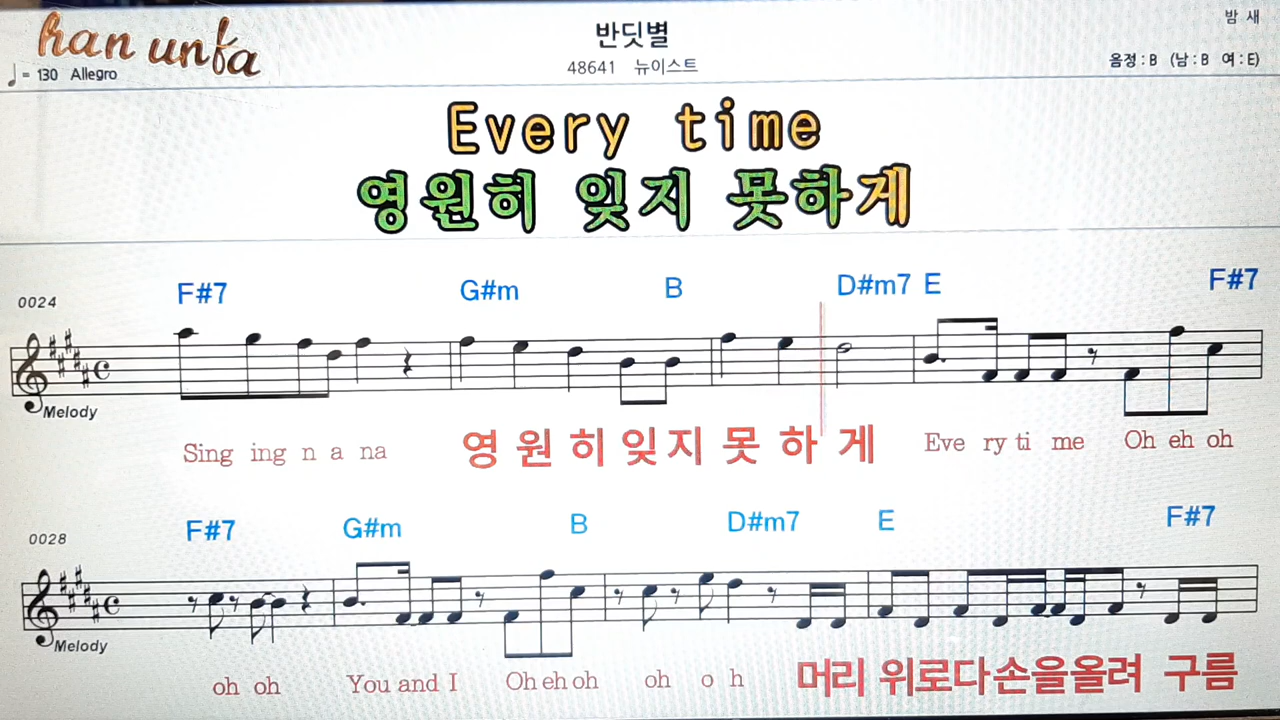 han unfa
밤 새
반딧별
♩= 130 Allegro
48641 뉴이스트
음정 : B (남 : B 여 : E)
Every time
영원히 잊지 못하게
0024
F#7 G#m B D#m7 E F#7
Melody
Sing ing n a na 영 원 히 잊 지 못 하 게 Eve ry ti me Oh eh oh
0028
F#7 G#m B D#m7 E F#7
Melody
oh oh You and I Oh eh oh oh o h 머리 위로다손을올려 구름